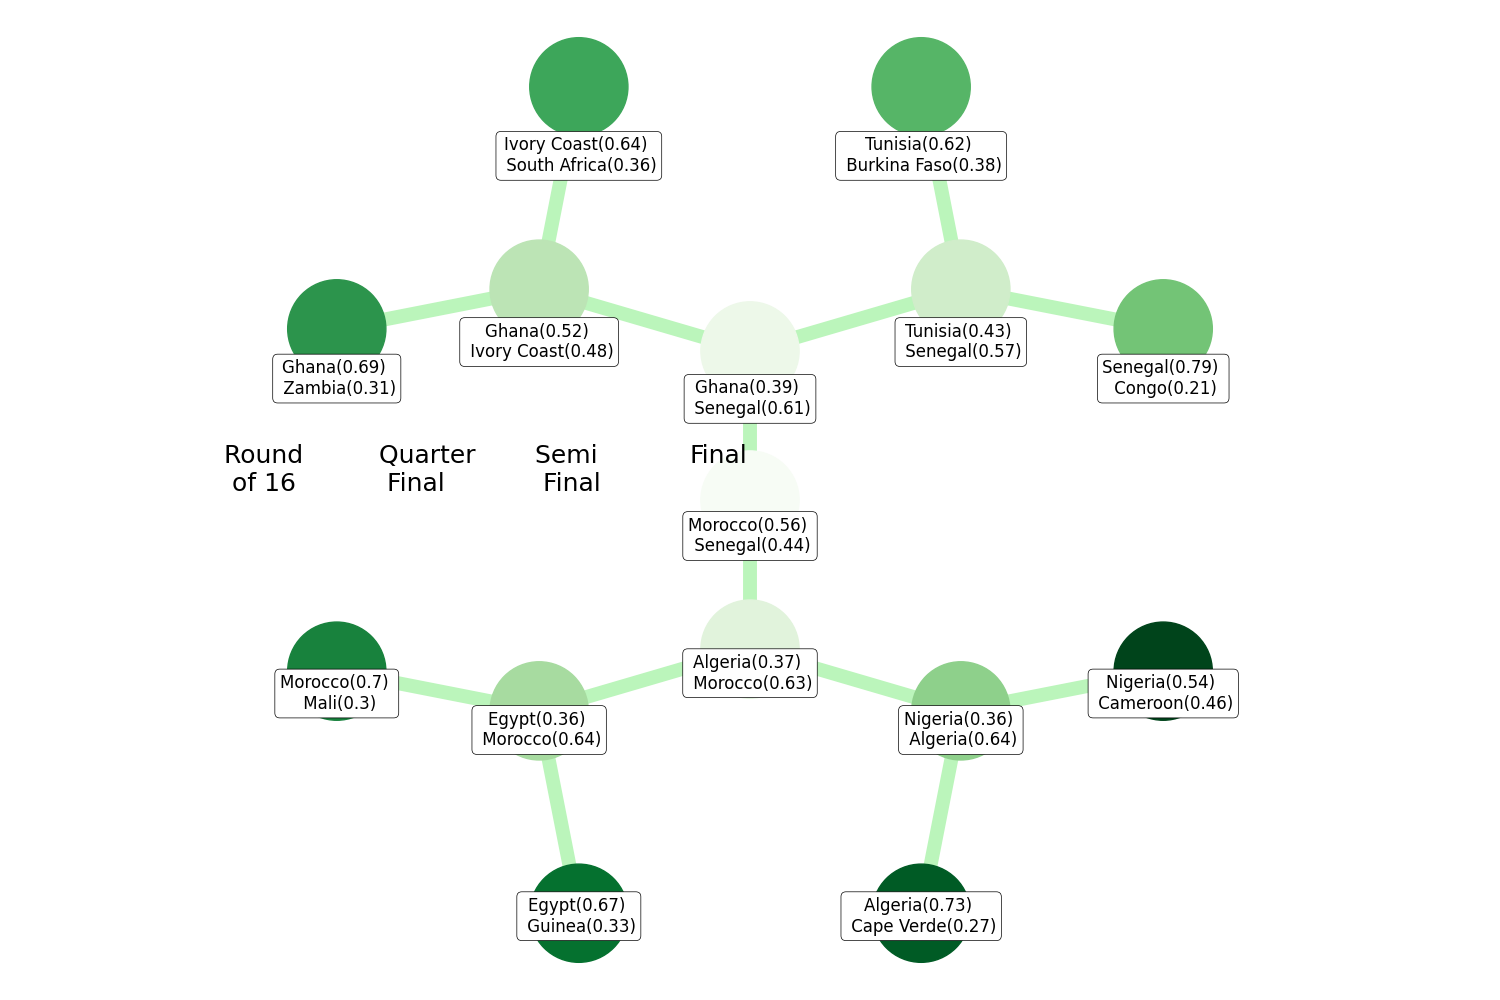 Ivory Coast(0.64)
South Africa(0.36)
Tunisia(0.62)
Burkina Faso(0.38)
Ghana(0.52)
Ivory Coast(0.48)
Tunisia(0.43)
Senegal(0.57)
Ghana(0.69)
Zambia(0.31)
Ghana(0.39)
Senegal(0.61)
Senegal(0.79)
Congo(0.21)
Round
of 16
Quarter
Final
Semi
Final
Final
Morocco(0.56)
Senegal(0.44)
Algeria(0.37)
Morocco(0.63)
Morocco(0.7)
Mali(0.3)
Nigeria(0.54)
Cameroon(0.46)
Egypt(0.36)
Morocco(0.64)
Nigeria(0.36)
Algeria(0.64)
Egypt(0.67)
Guinea(0.33)
Algeria(0.73)
Cape Verde(0.27)